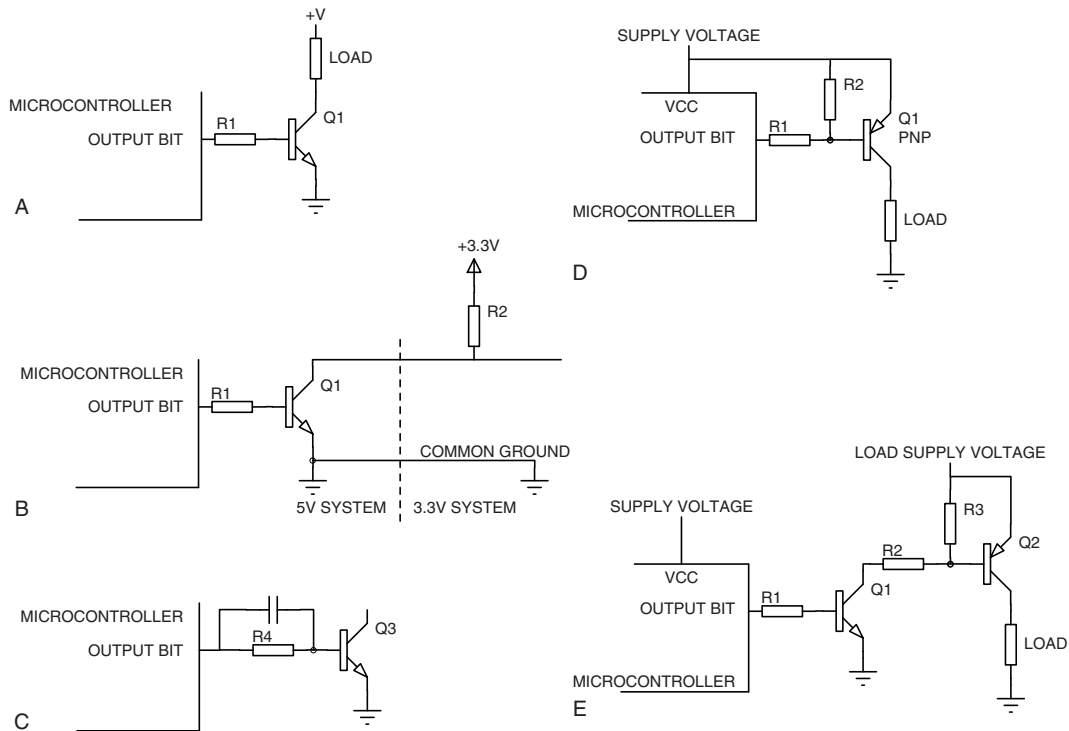 +V
LOAD
MICROCONTROLLER
R1
Q1
OUTPUT BIT
A
+3.3V
R2
MICROCONTROLLER
R1
Q1
OUTPUT BIT
COMMON GROUND
B
5V SYSTEM
3.3V SYSTEM
MICROCONTROLLER
Q3
R4
OUTPUT BIT
C
SUPPLY VOLTAGE
R2
VCC
Q1
PNP
R1
OUTPUT BIT
MICROCONTROLLER
LOAD
D
LOAD SUPPLY VOLTAGE
SUPPLY VOLTAGE
R3
Q2
R2
VCC
R1
Q1
OUTPUT BIT
LOAD
MICROCONTROLLER
E